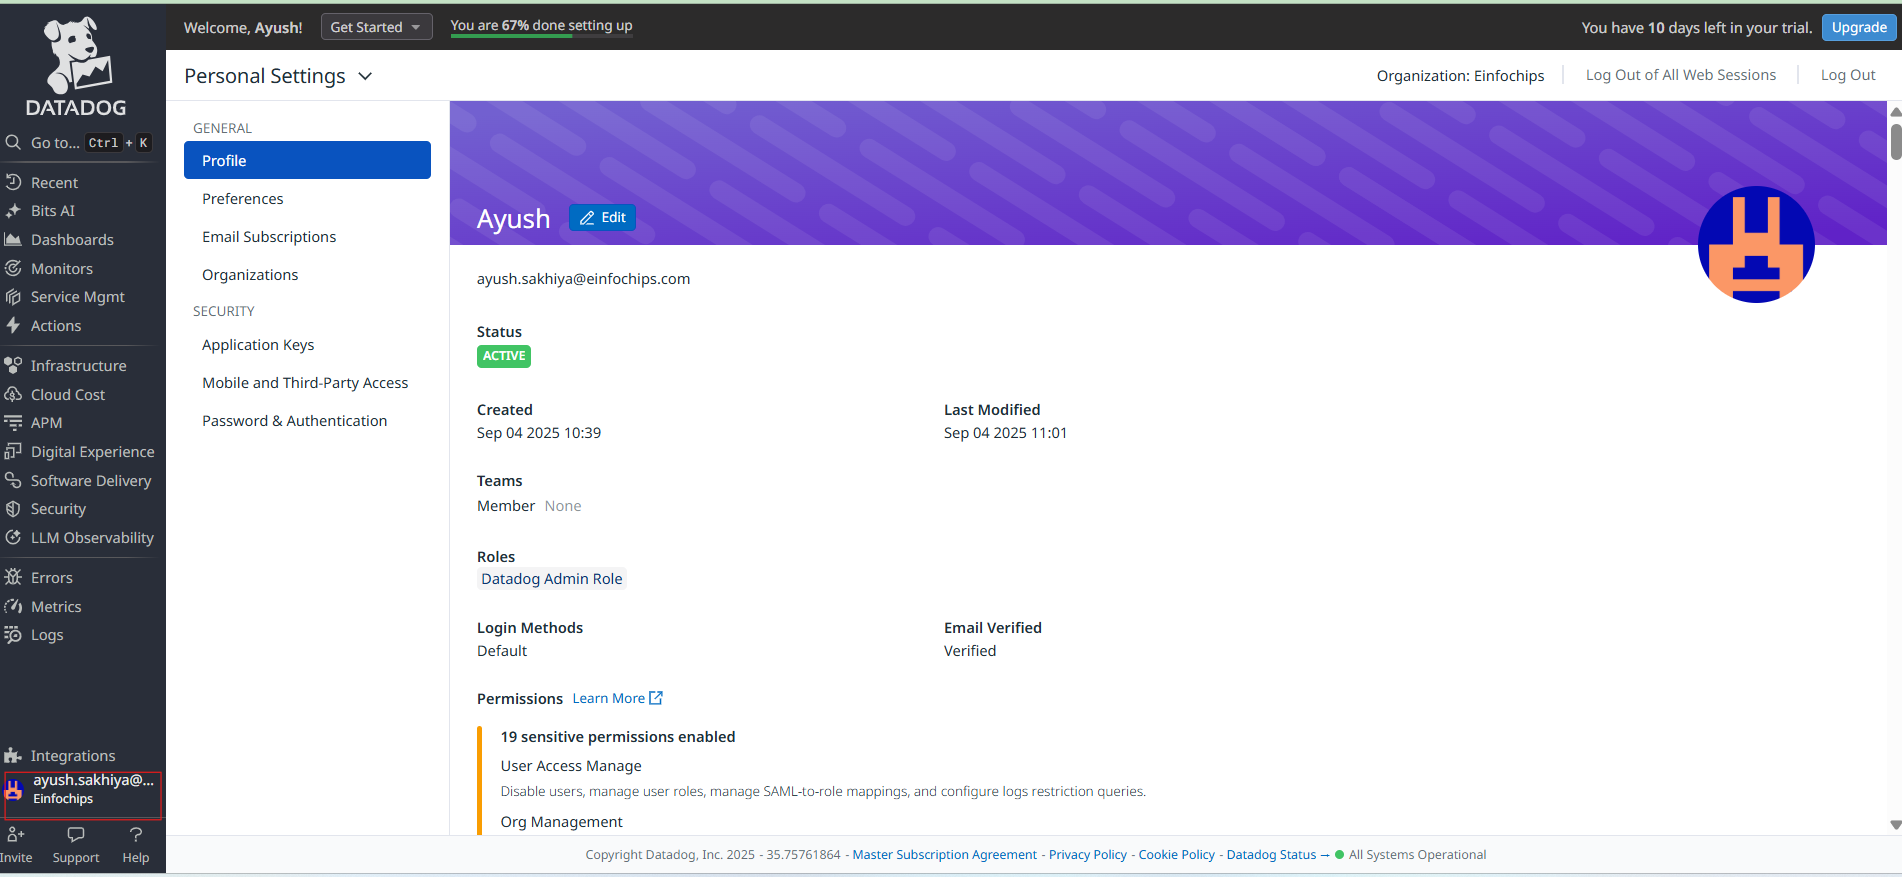 Welcome, Ayush!
Get Started
You are 67% done setting up
You have 10 days left in your trial.
Upgrade
DATADOG
Go to... Ctrl + K
Recent
Bits AI
Dashboards
Monitors
Service Mgmt
Actions
Infrastructure
Cloud Cost
APM
Digital Experience
Software Delivery
Security
LLM Observability
Errors
Metrics
Logs
Integrations
ayush.sakhiya@...
Einfochips
Invite
Support
Help
Personal Settings
Organization: Einfochips
Log Out of All Web Sessions
Log Out
GENERAL
Profile
Preferences
Email Subscriptions
Organizations
SECURITY
Application Keys
Mobile and Third-Party Access
Password & Authentication
Ayush
Edit
ayush.sakhiya@einfochips.com
Status
ACTIVE
Created
Sep 04 2025 10:39
Last Modified
Sep 04 2025 11:01
Teams
Member None
Roles
Datadog Admin Role
Login Methods
Default
Email Verified
Verified
Permissions Learn More
19 sensitive permissions enabled
User Access Manage
Disable users, manage user roles, manage SAML-to-role mappings, and configure logs restriction queries.
Org Management
Copyright Datadog, Inc. 2025 - 35.75761864 - Master Subscription Agreement - Privacy Policy - Cookie Policy - Datadog Status → All Systems Operational